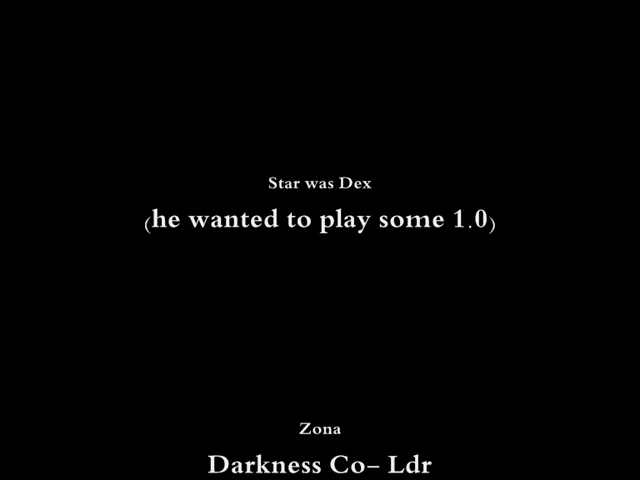 Star was Dex
(he wanted to play some 1.0)
Zona
Darkness Co- Ldr